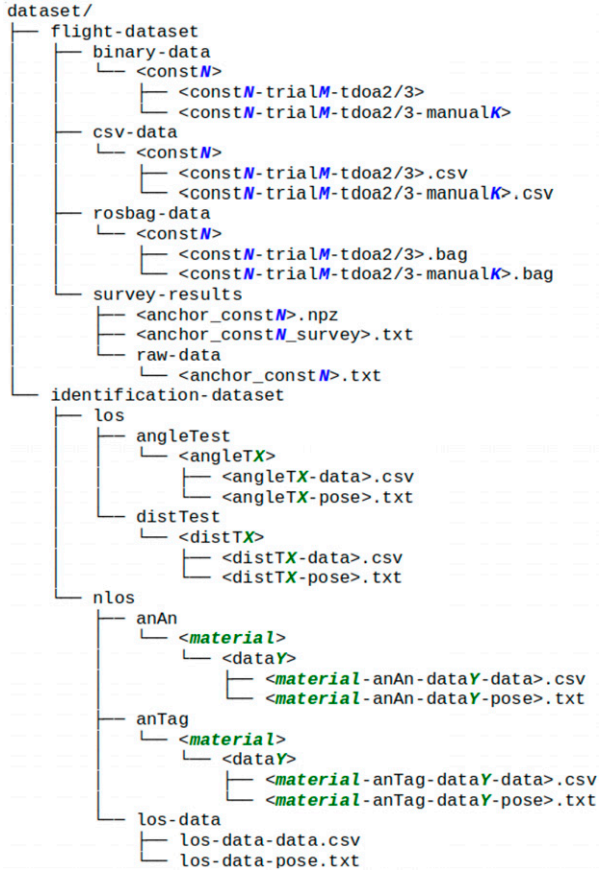 dataset/
├── flight-dataset
│   ├── binary-data
│   │   └── <constN>
│   │       ├── <constN-trialM-tdoa2/3>
│   │       └── <constN-trialM-tdoa2/3-manualK>
│   ├── csv-data
│   │   └── <constN>
│   │       ├── <constN-trialM-tdoa2/3>.csv
│   │       └── <constN-trialM-tdoa2/3-manualK>.csv
│   ├── rosbag-data
│   │   └── <constN>
│   │       ├── <constN-trialM-tdoa2/3>.bag
│   │       └── <constN-trialM-tdoa2/3-manualK>.bag
│   └── survey-results
│       ├── <anchor_constN>.npz
│       ├── <anchor_constN_survey>.txt
│       └── raw-data
│           └── <anchor_constN>.txt
└── identification-dataset
    ├── los
    │   ├── angleTest
    │   │   └── <angleTX>
    │   │       ├── <angleTX-data>.csv
    │   │       └── <angleTX-pose>.txt
    │   └── distTest
    │       └── <distTX>
    │           ├── <distTX-data>.csv
    │           └── <distTX-pose>.txt
    └── nlos
        ├── anAn
        │   └── <material>
        │       └── <dataY>
        │           ├── <material-anAn-dataY-data>.csv
        │           └── <material-anAn-dataY-pose>.txt
        ├── anTag
        │   └── <material>
        │       └── <dataY>
        │           ├── <material-anTag-dataY-data>.csv
        │           └── <material-anTag-dataY-pose>.txt
        └── los-data
            ├── los-data-data.csv
            └── los-data-pose.txt